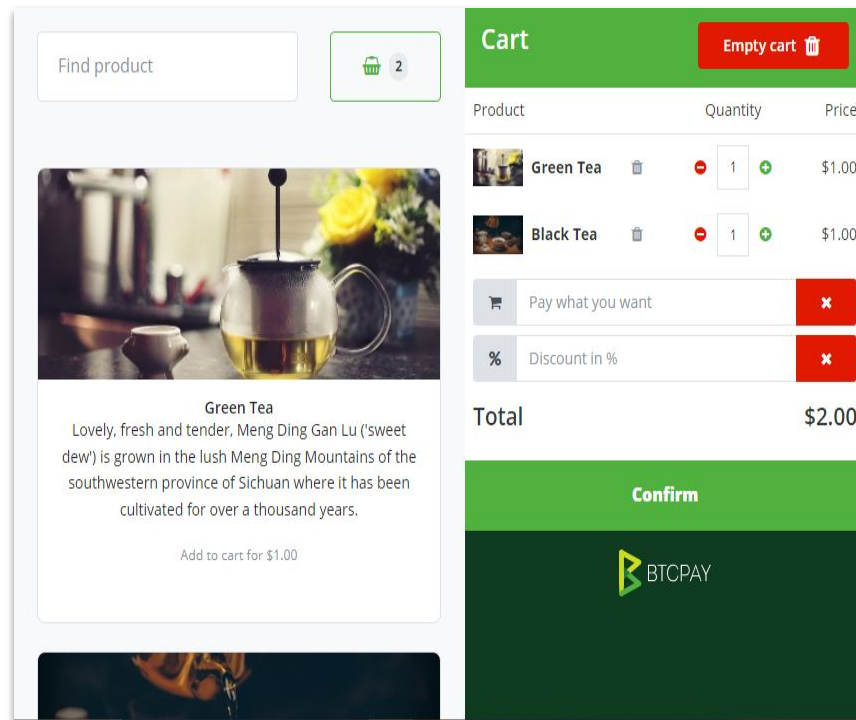 Find product
2
Green Tea
Lovely, fresh and tender, Meng Ding Gan Lu ('sweet
dew') is grown in the lush Meng Ding Mountains of the
southwestern province of Sichuan where it has been
cultivated for over a thousand years.
Add to cart for $1.00
Cart
Empty cart
Product Quantity Price
Green Tea 1 $1.00
Black Tea 1 $1.00
Pay what you want
% Discount in %
Total $2.00
Confirm
BTCPAY